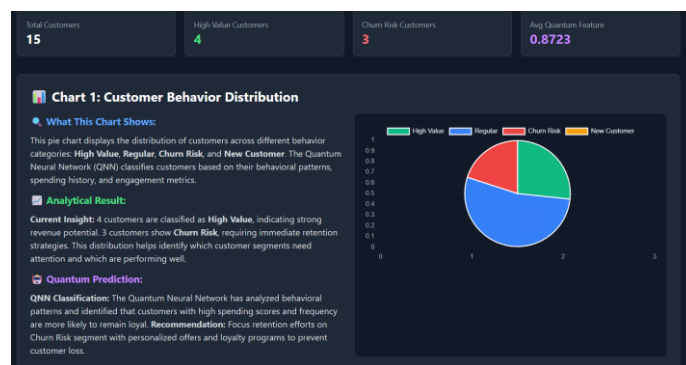 Total Customers
15
High Value Customers
4
Churn Risk Customers
3
Avg Quantum Feature
0.8723
📊 Chart 1: Customer Behavior Distribution
🔍 What This Chart Shows:
This pie chart displays the distribution of customers across different behavior
categories: High Value, Regular, Churn Risk, and New Customer. The Quantum
Neural Network (QNN) classifies customers based on their behavioral patterns,
spending history, and engagement metrics.
📈 Analytical Result:
Current Insight: 4 customers are classified as High Value, indicating strong
revenue potential. 3 customers show Churn Risk, requiring immediate retention
strategies. This distribution helps identify which customer segments need
attention and which are performing well.
Quantum Prediction:
QNN Classification: The Quantum Neural Network has analyzed behavioral
patterns and identified that customers with high spending scores and frequency
are more likely to remain loyal. Recommendation: Focus retention efforts on
Churn Risk segment with personalized offers and loyalty programs to prevent
customer loss.
High Value Regular Churn Risk New Customer
1
0.9
0.8
0.7
0.6
0.5
0.4
0.3
0.2
0.1
0
0 1 2 3